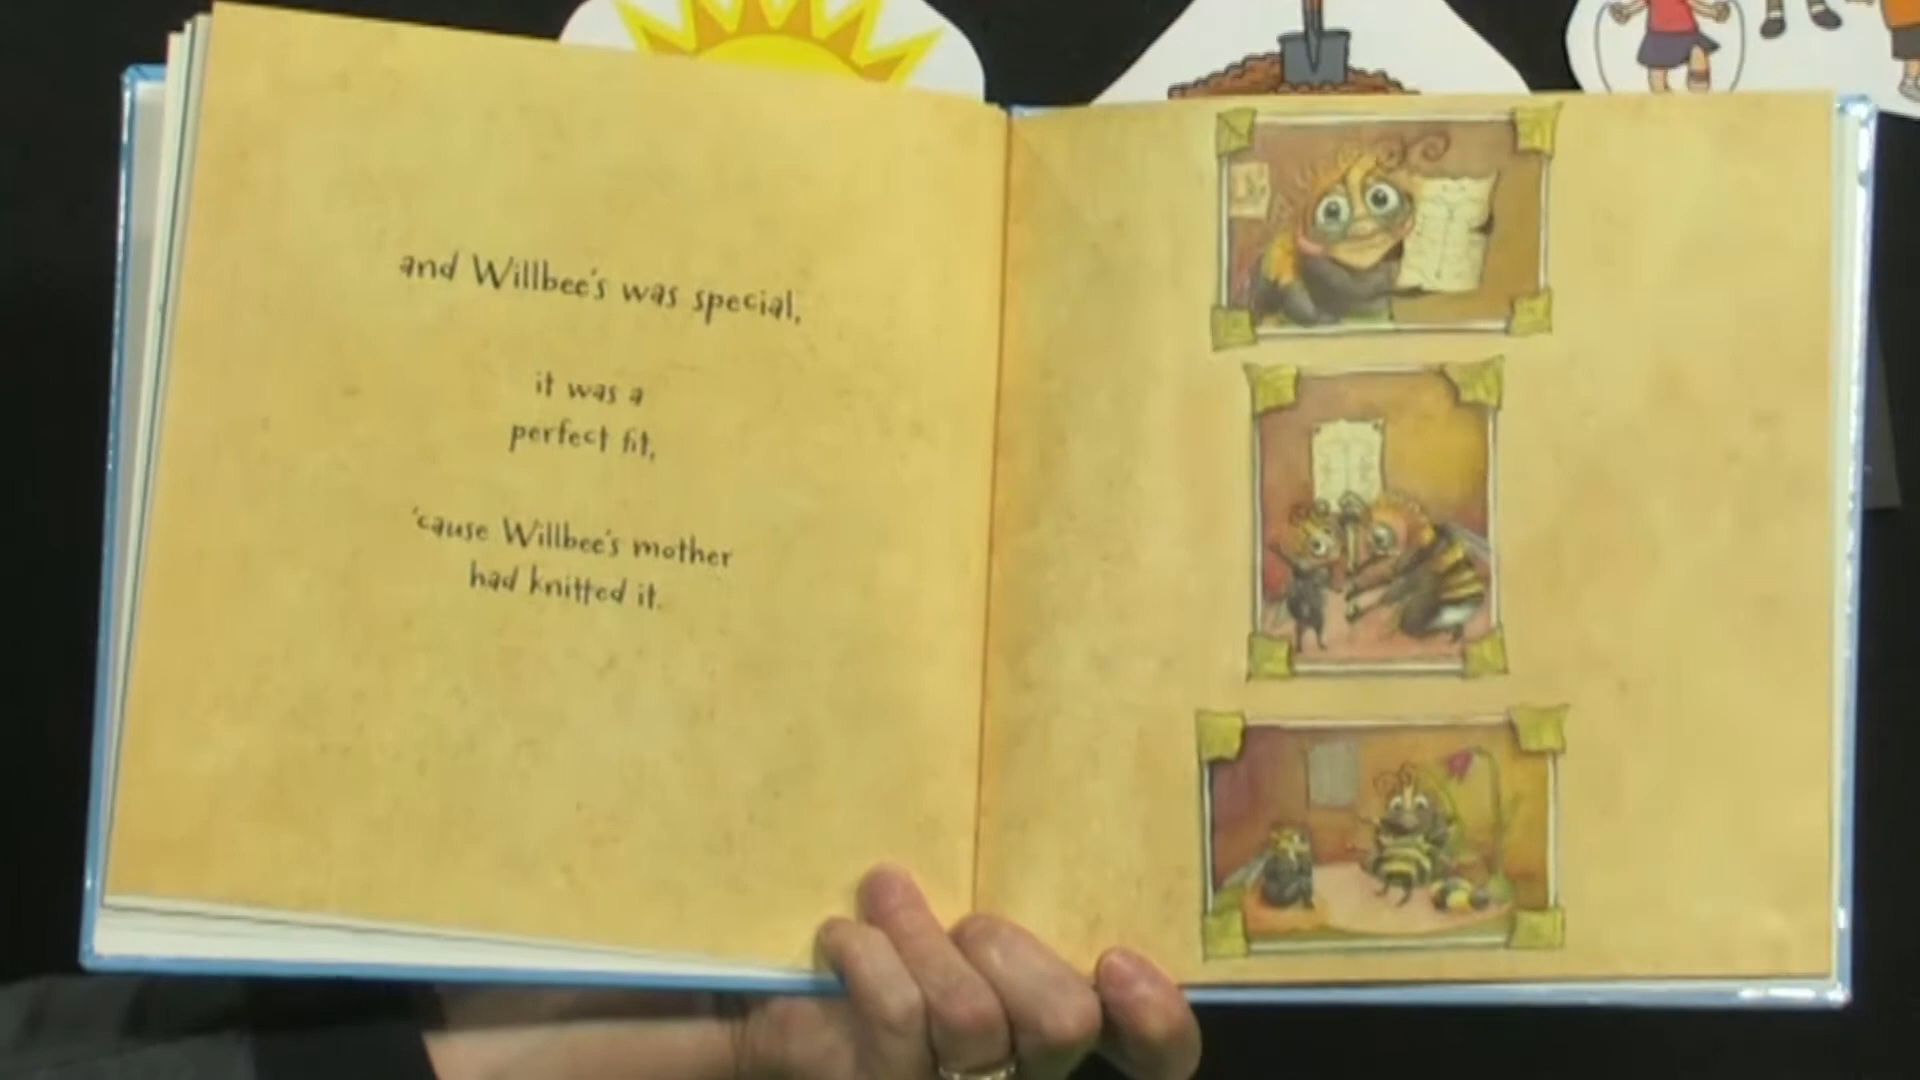 and Willbee's was special,
it was a
perfect fit,
'cause Willbee's mother
had knitted it.